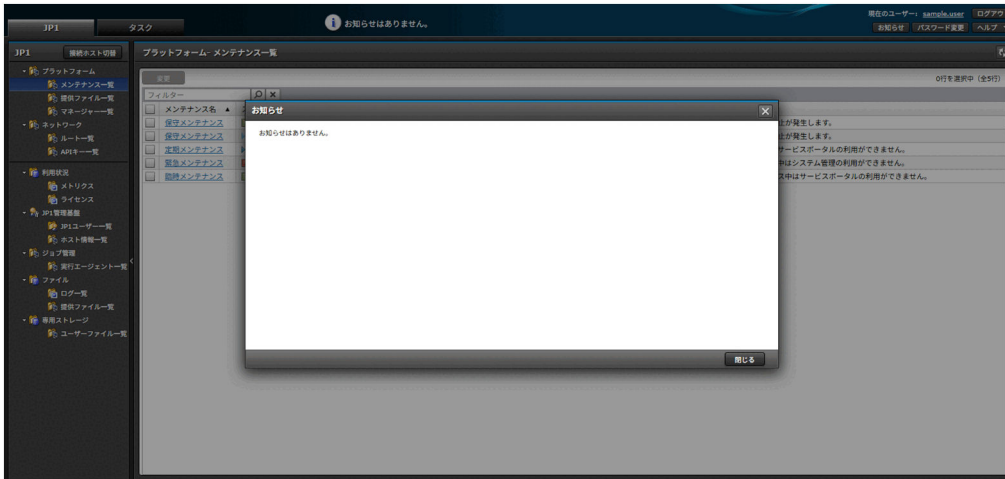 JP1
タスク
お知らせはありません。
現在のユーザー: sample.user
ログアウ
お知らせ
パスワード変更
ヘルプ
JP1
接続ホスト切替
プラットフォーム- メンテナンス一覧
プラットフォーム
メンテナンス一覧
提供ファイル一覧
マネージャー一覧
ネットワーク
ルート一覧
APIキー一覧
利用状況
メトリクス
ライセンス
JP1管理基盤
JP1ユーザー一覧
ホスト情報一覧
ジョブ管理
実行エージェント一覧
ファイル
ログ一覧
提供ファイル一覧
専用ストレージ
ユーザーファイル一覧
変更
0行を選択中 (全5行)
フィルター
メンテナンス名 ▲
保守メンテナンス
止が発生します。
保守メンテナンス
止が発生します。
定期メンテナンス
サービスポータルの利用ができません。
緊急メンテナンス
中はシステム管理の利用ができません。
臨時メンテナンス
ス中はサービスポータルの利用ができません。
お知らせ
お知らせはありません。
閉じる